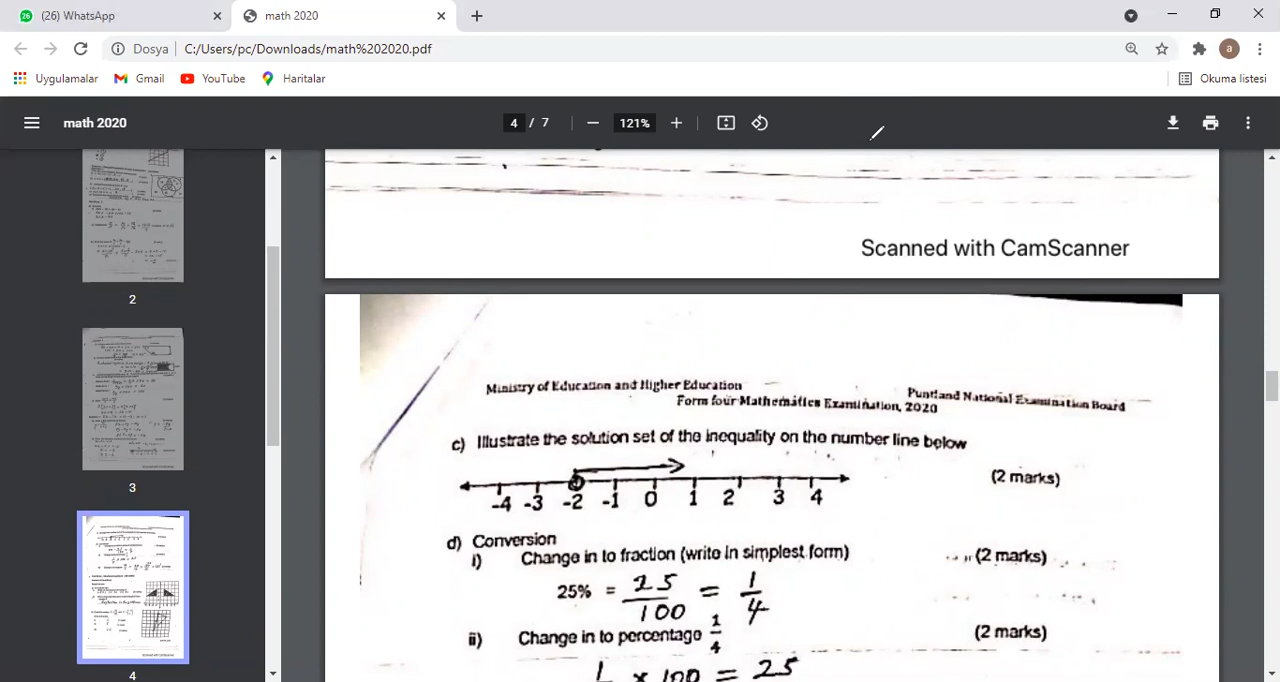 (26) WhatsApp
math 2020
Dosya
C:/Users/pc/Downloads/math%202020.pdf
a
Uygulamalar
Gmail
YouTube
Haritalar
Okuma listesi
math 2020
4 / 7
121%
2
3
4
Scanned with CamScanner
Ministry of Education and Higher Education
Puntland National Examination Board
Form four Mathematics Examination, 2020
c) Illustrate the solution set of the inequality on the number line below
(2 marks)
-4 -3 -2 -1 0 1 2 3 4
d) Conversion
i) Change in to fraction (write in simplest form)
(2 marks)
25% = 25/100 = 1/4
ii) Change in to percentage 1/4
(2 marks)
x 100 = 25